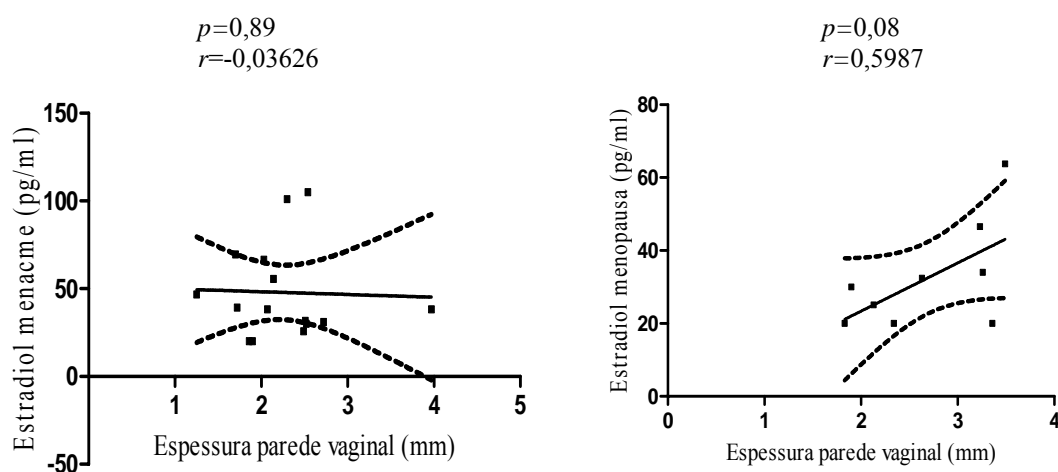 p=0,89
r=-0,03626
150
100
50
0
-50
Estradiol menacme (pg/ml)
1 2 3 4 5
Espessura parede vaginal (mm)
p=0,08
r=0,5987
80
60
40
20
0
Estradiol menopausa (pg/ml)
0 1 2 3 4
Espessura parede vaginal (mm)